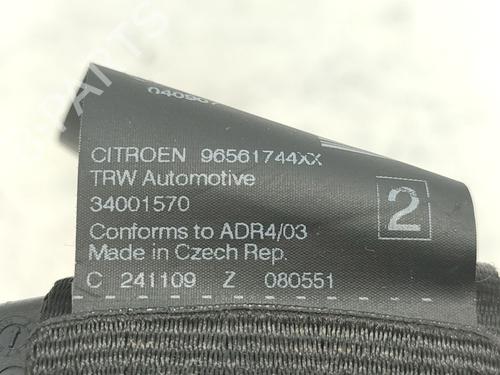 CITROEN 96561744XX
TRW Automotive
34001570
2
Conforms to ADR4/03
Made in Czech Rep.
C 241109 Z 080551